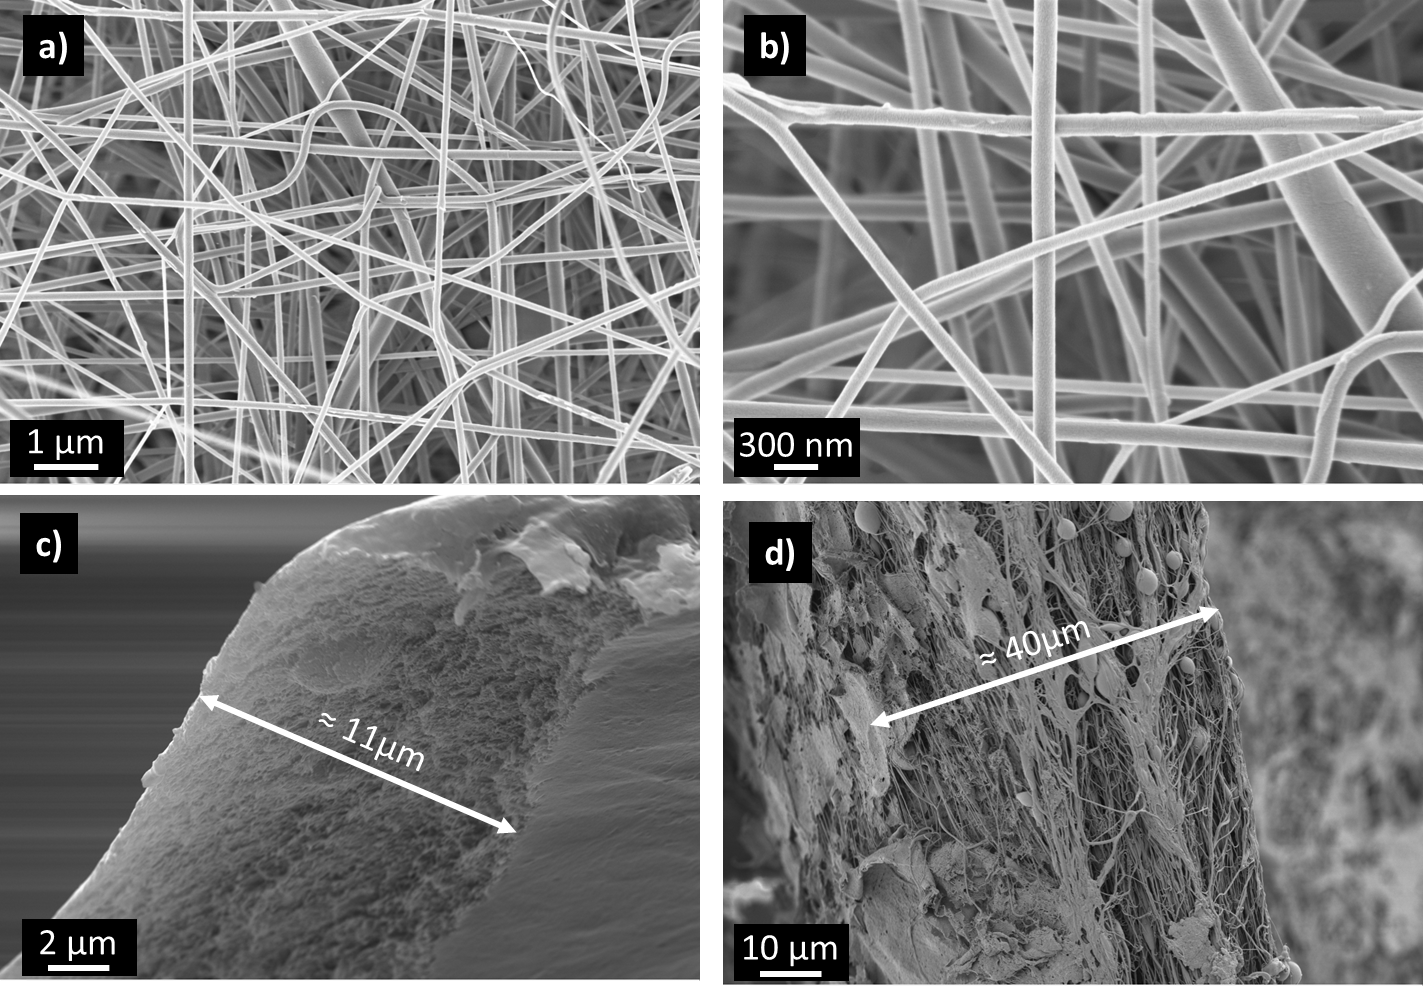 a)
1 µm
b)
300 nm
c)
≈ 11µm
2 µm
d)
≈ 40µm
10 µm